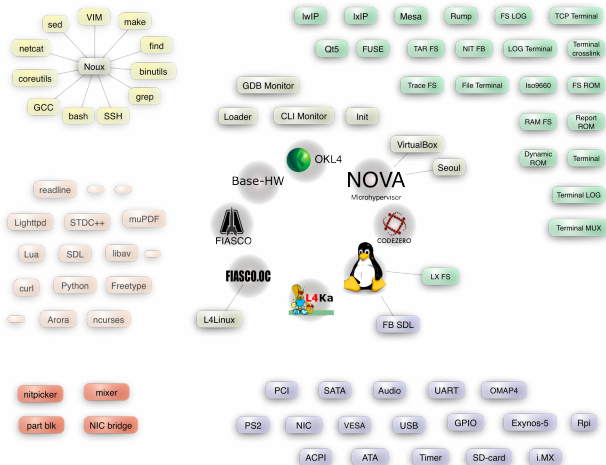 sed
VIM
make
netcat
find
Noux
coreutils
binutils
GCC
grep
bash
SSH
IwIP
IxIP
Mesa
Rump
FS LOG
TCP Terminal
Qt5
FUSE
TAR FS
NIT FB
LOG Terminal
Terminal
crosslink
Trace FS
File Terminal
Iso9660
FS ROM
RAM FS
Report
ROM
Dynamic
ROM
Terminal
Terminal LOG
Terminal MUX
GDB Monitor
Loader
CLI Monitor
Init
OKL4
VirtualBox
Base-HW
NOVA
Microhypervisor
Seoul
FIASCO
CODEZERO
FIASCO.OC
L4Ka
LX FS
L4Linux
FB SDL
readline
Lighttpd
STDC++
muPDF
Lua
SDL
libav
curl
Python
Freetype
Arora
ncurses
nitpicker
mixer
part blk
NIC bridge
PCI
SATA
Audio
UART
OMAP4
PS2
NIC
VESA
USB
GPIO
Exynos-5
Rpi
ACPI
ATA
Timer
SD-card
i.MX